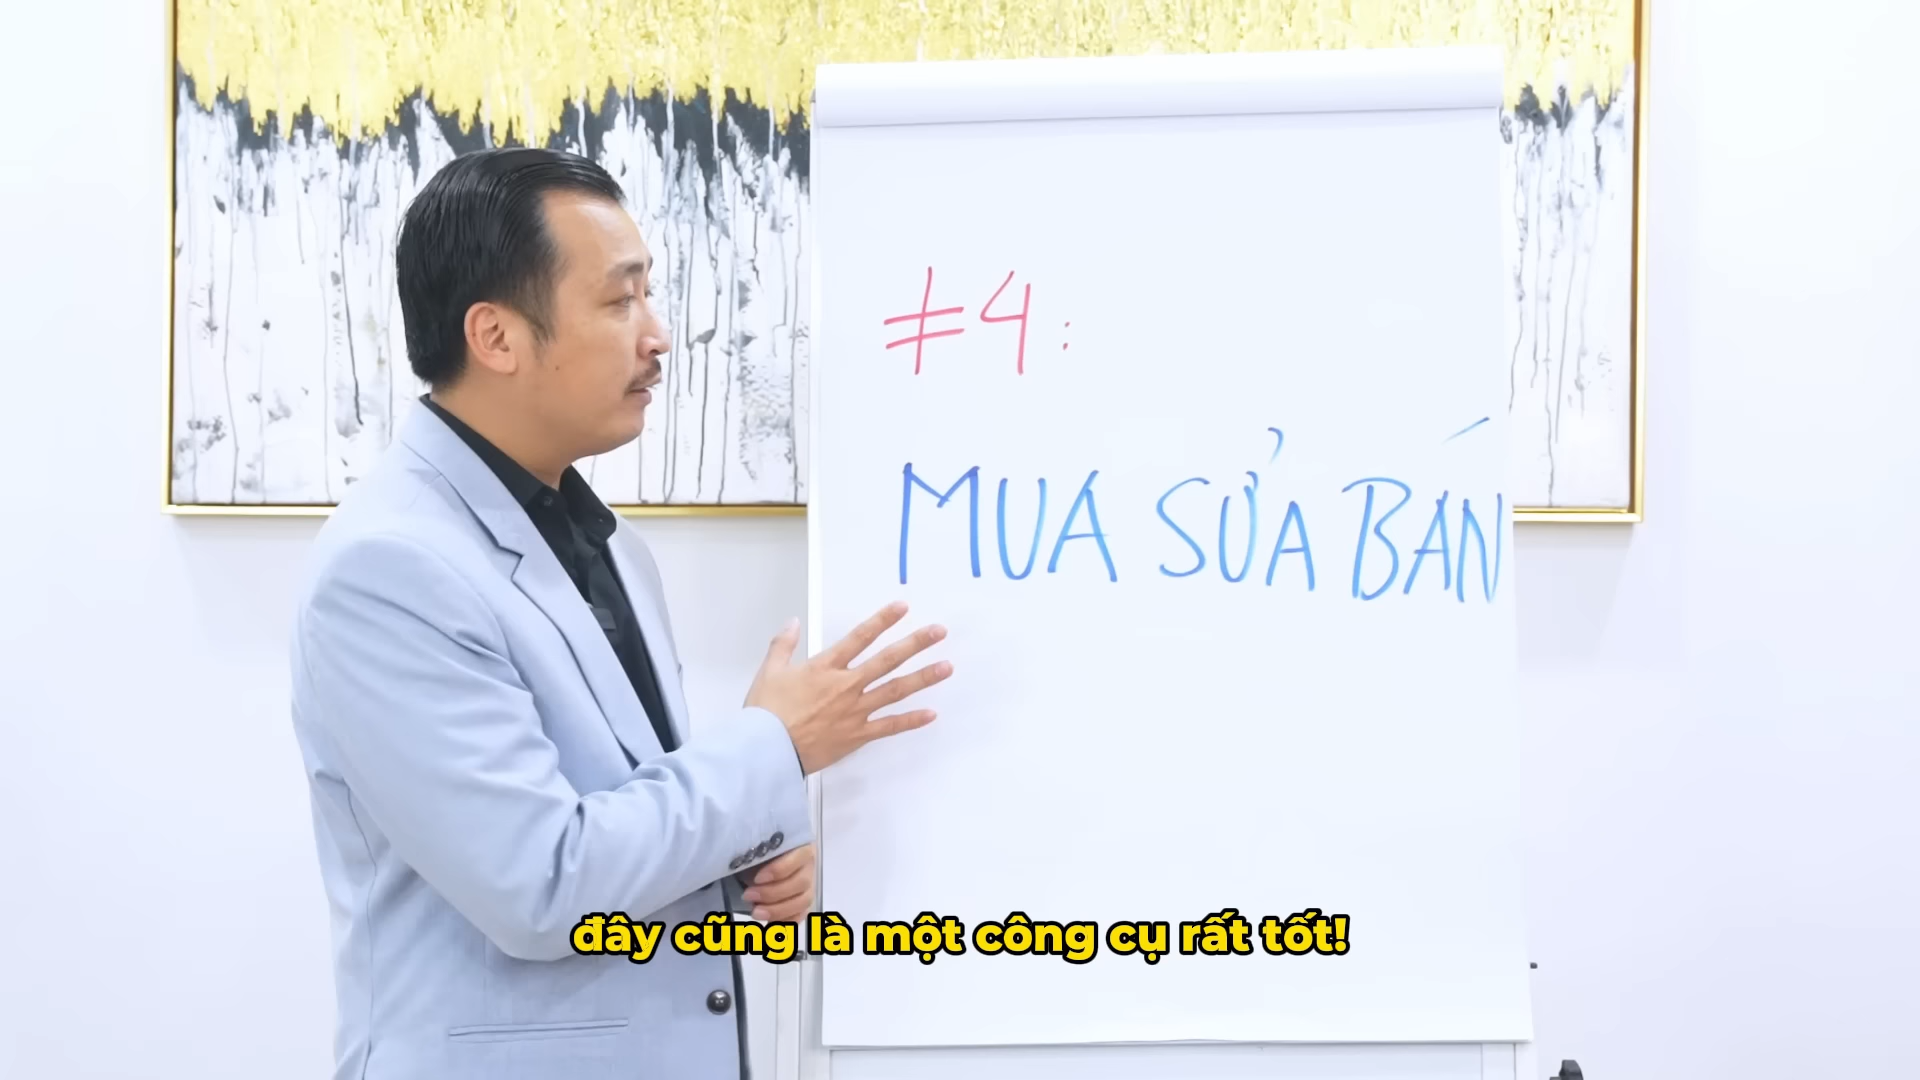 #4:
MUA SỬA BÁN
đây cũng là một công cụ rất tốt!